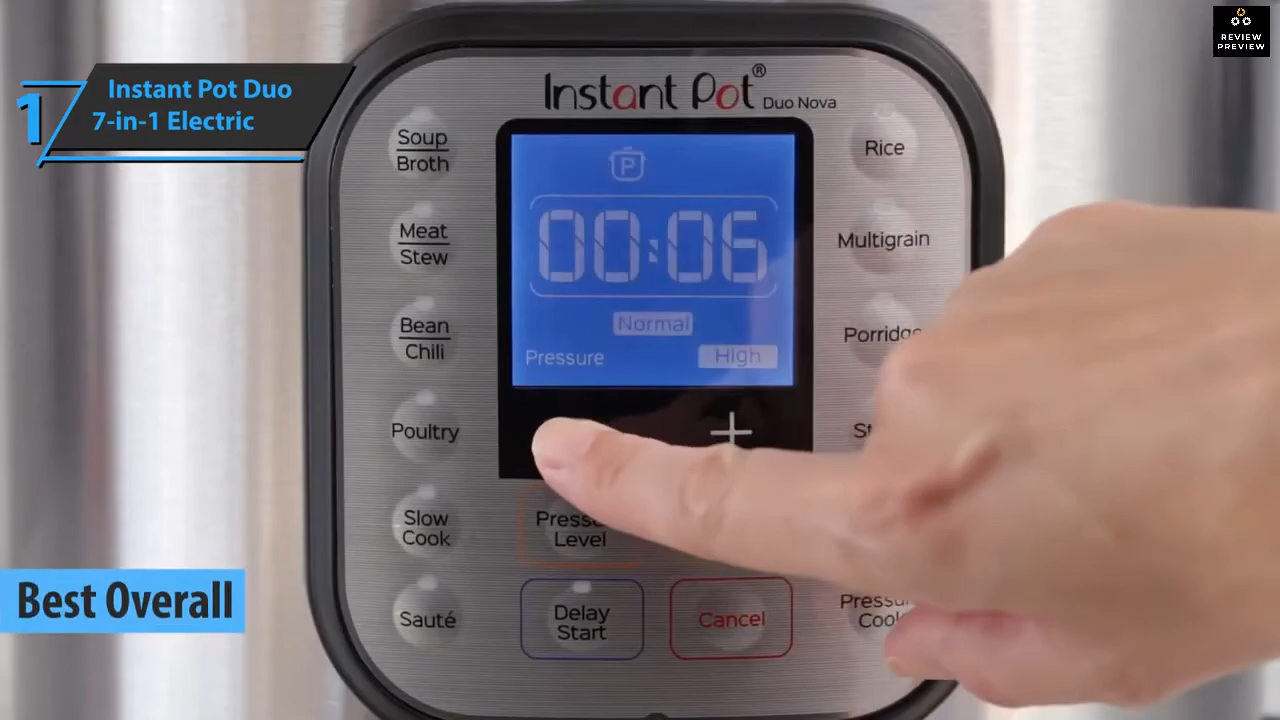 REVIEW
PREVIEW
1
Instant Pot Duo
7-in-1 Electric
Instant Pot®
Duo Nova
Soup
Broth
Meat
Stew
Bean
Chili
Poultry
Slow
Cook
Sauté
P
00:06
Normal
Pressure
High
+
Level
Delay
Start
Cancel
Rice
Multigrain
Best Overall